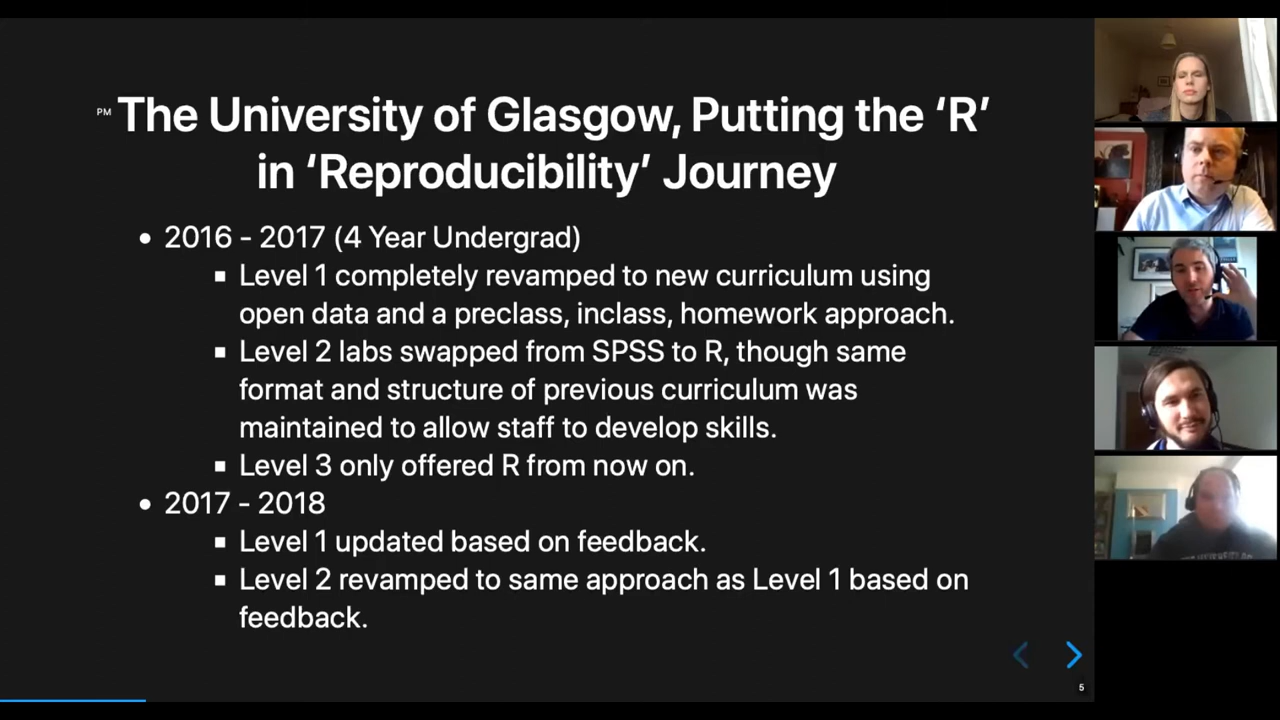 PM The University of Glasgow, Putting the ‘R’
in ‘Reproducibility’ Journey
• 2016 - 2017 (4 Year Undergrad)
▪ Level 1 completely revamped to new curriculum using
open data and a preclass, inclass, homework approach.
▪ Level 2 labs swapped from SPSS to R, though same
format and structure of previous curriculum was
maintained to allow staff to develop skills.
▪ Level 3 only offered R from now on.
• 2017 - 2018
▪ Level 1 updated based on feedback.
▪ Level 2 revamped to same approach as Level 1 based on
feedback.
5